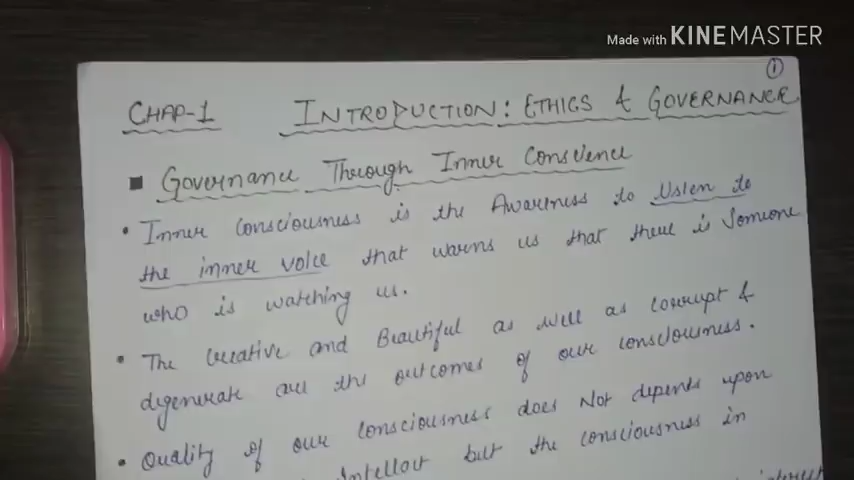 Made with KINEMASTER
①
CHAP-1 INTRODUCTION: ETHICS & GOVERNANCE
■ Governance Through Inner Conscience
• Inner Consciousness is the Awareness to listen to
the inner voice that warns us that there is someone
who is watching us.
• The Creative and Beautiful as well as corrupt &
degenerate are the outcomes of our consciousness.
• Quality of our consciousness does Not depends upon
Intellect but the consciousness in
interest